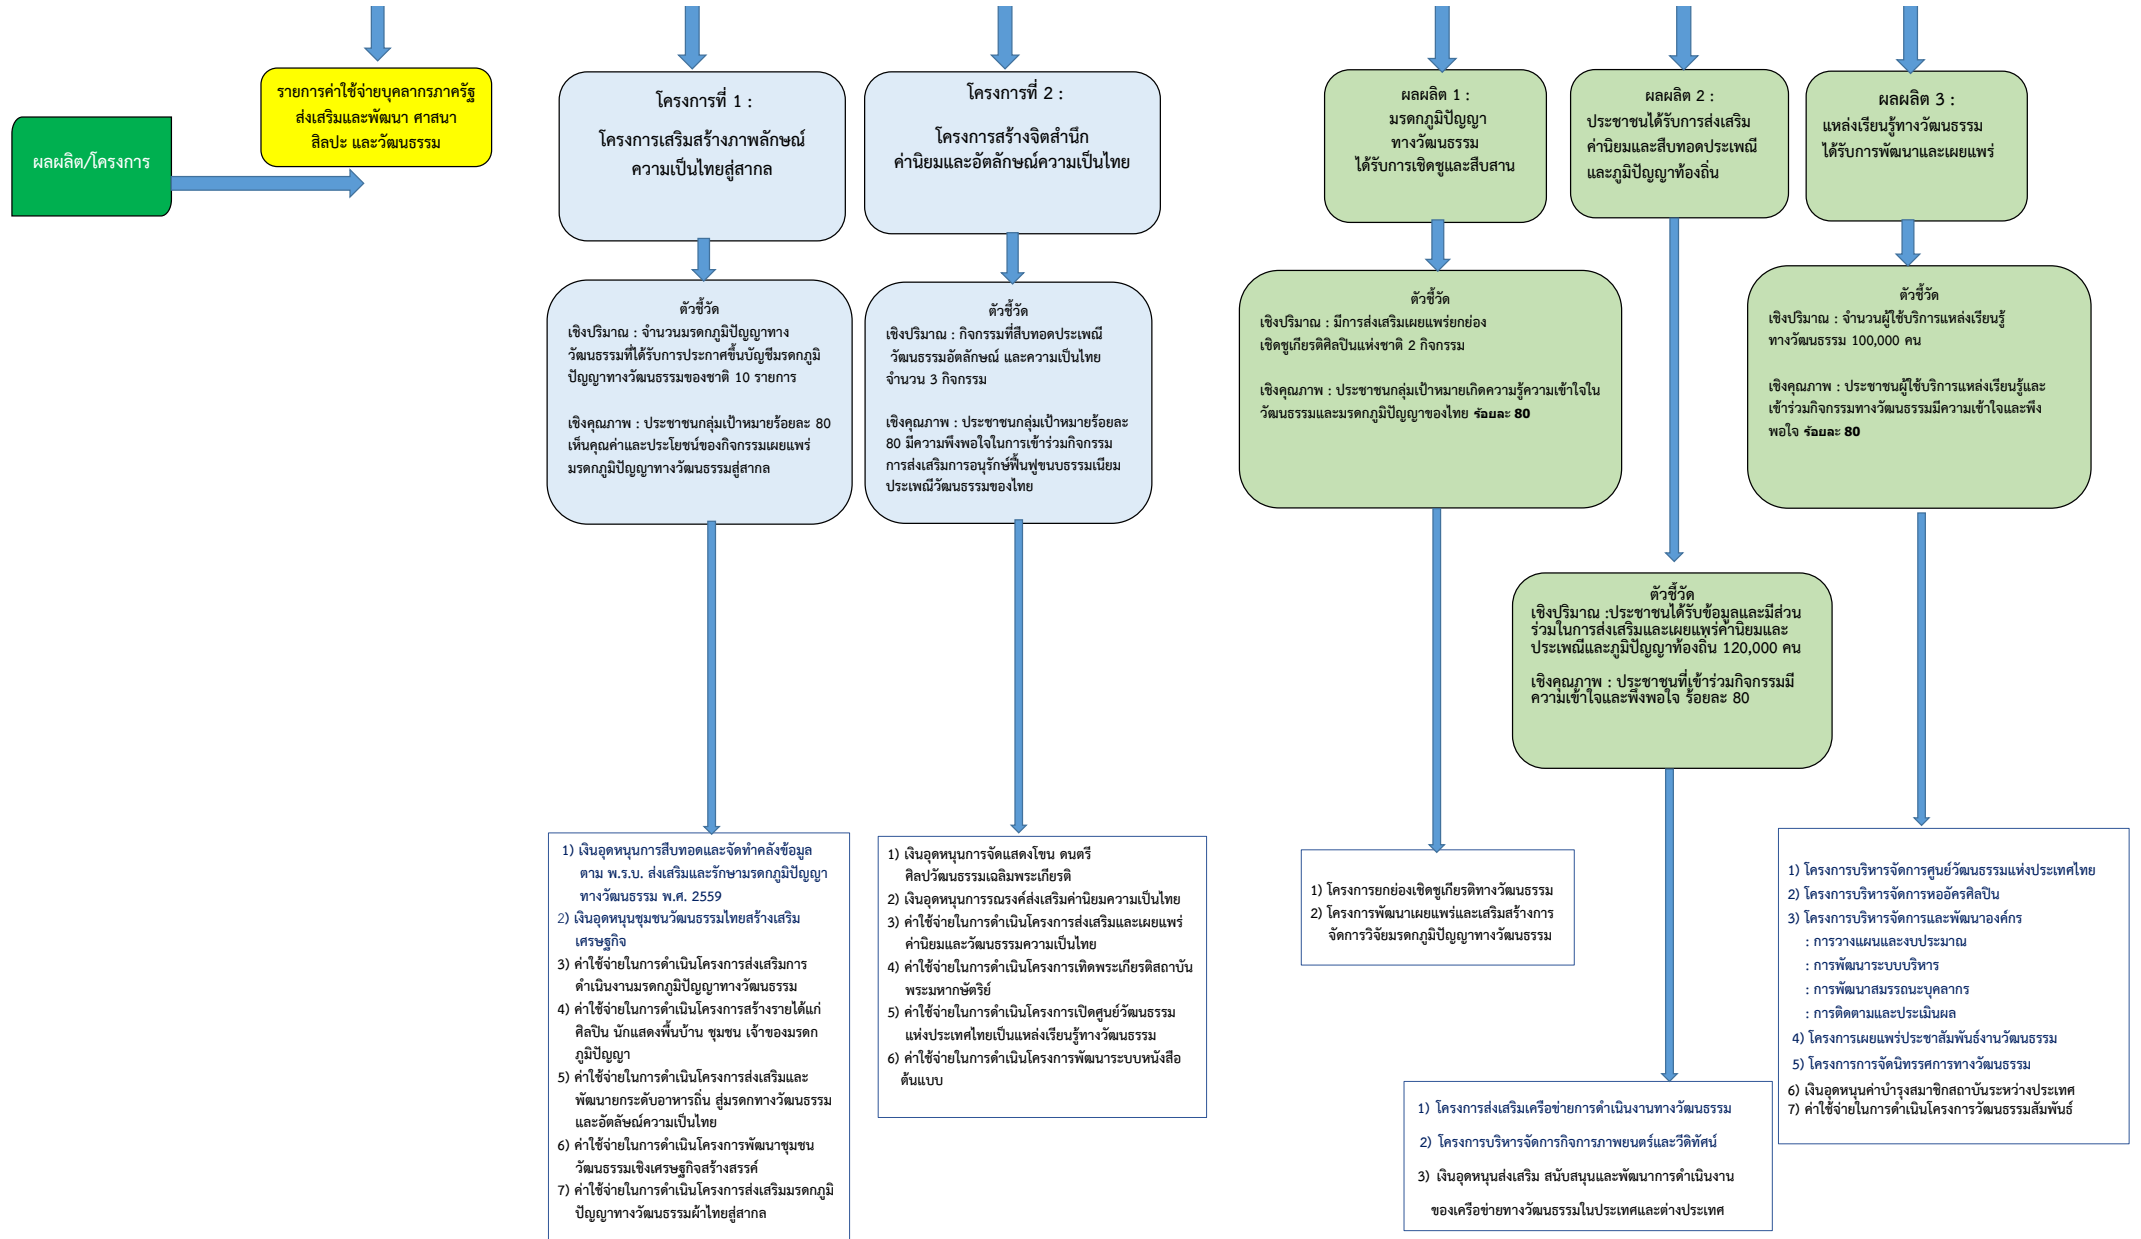 ผลผลิต/โครงการ
รายการค่าใช้จ่ายบุคลากรภาครัฐ
ส่งเสริมและพัฒนา ศาสนา
สิลปะ และวัฒนธรรม
โครงการที่ 1 :
โครงการเสริมสร้างภาพลักษณ์
ความเป็นไทยสู่สากล
โครงการที่ 2 :
โครงการสร้างจิตสำนึก
ค่านิยมและอัตลักษณ์ความเป็นไทย
ผลผลิต 1 :
มรดกภูมิปัญญา
ทางวัฒนธรรม
ได้รับการเชิดชูและสืบสาน
ผลผลิต 2 :
ประชาชนได้รับการส่งเสริม
ค่านิยมและสืบทอดประเพณี
และภูมิปัญญาท้องถิ่น
ผลผลิต 3 :
แหล่งเรียนรู้ทางวัฒนธรรม
ได้รับการพัฒนาและเผยแพร่
ตัวชี้วัด
เชิงปริมาณ : จำนวนมรดกภูมิปัญญาทาง
วัฒนธรรมที่ได้รับการประกาศขึ้นบัญชีมรดกภูมิ
ปัญญาทางวัฒนธรรมของชาติ 10 รายการ
เชิงคุณภาพ : ประชาชนกลุ่มเป้าหมายร้อยละ 80
เห็นคุณค่าและประโยชน์ของกิจกรรมเผยแพร่
มรดกภูมิปัญญาทางวัฒนธรรมสู่สากล
ตัวชี้วัด
เชิงปริมาณ : กิจกรรมที่สืบทอดประเพณี
วัฒนธรรมอัตลักษณ์ และความเป็นไทย
จำนวน 3 กิจกรรม
เชิงคุณภาพ : ประชาชนกลุ่มเป้าหมายร้อยละ
80 มีความพึงพอใจในการเข้าร่วมกิจกรรม
การส่งเสริมการอนุรักษ์ฟื้นฟูขนบธรรมเนียม
ประเพณีวัฒนธรรมของไทย
ตัวชี้วัด
เชิงปริมาณ : มีการส่งเสริมเผยแพร่ยกย่อง
เชิดชูเกียรติศิลปินแห่งชาติ 2 กิจกรรม
เชิงคุณภาพ : ประชาชนกลุ่มเป้าหมายเกิดความรู้ความเข้าใจใน
วัฒนธรรมและมรดกภูมิปัญญาของไทย ร้อยละ 80
ตัวชี้วัด
เชิงปริมาณ : จำนวนผู้ใช้บริการแหล่งเรียนรู้
ทางวัฒนธรรม 100,000 คน
เชิงคุณภาพ : ประชาชนผู้ใช้บริการแหล่งเรียนรู้และ
เข้าร่วมกิจกรรมทางวัฒนธรรมมีความเข้าใจและพึง
พอใจ ร้อยละ 80
ตัวชี้วัด
เชิงปริมาณ :ประชาชนได้รับข้อมูลและมีส่วน
ร่วมในการส่งเสริมและเผยแพร่ค่านิยมและ
ประเพณีและภูมิปัญญาท้องถิ่น 120,000 คน
เชิงคุณภาพ : ประชาชนที่เข้าร่วมกิจกรรมมี
ความเข้าใจและพึงพอใจ ร้อยละ 80
1) เงินอุดหนุนการสืบทอดและจัดทำคลังข้อมูล
ตาม พ.ร.บ. ส่งเสริมและรักษามรดกภูมิปัญญา
ทางวัฒนธรรม พ.ศ. 2559
2) เงินอุดหนุนชุมชนวัฒนธรรมไทยสร้างเสริม
เศรษฐกิจ
3) ค่าใช้จ่ายในการดำเนินโครงการส่งเสริมการ
ดำเนินงานมรดกภูมิปัญญาทางวัฒนธรรม
4) ค่าใช้จ่ายในการดำเนินโครงการสร้างรายได้แก่
ศิลปิน นักแสดงพื้นบ้าน ชุมชน เจ้าของมรดก
ภูมิปัญญา
5) ค่าใช้จ่ายในการดำเนินโครงการส่งเสริมและ
พัฒนายกระดับอาหารถิ่น สู่มรดกทางวัฒนธรรม
และอัตลัษณ์ความเป็นไทย
6) ค่าใช้จ่ายในการดำเนินโครงการพัฒนาชุมชน
วัฒนธรรมเชิงเศรษฐกิจสร้างสรรค์
7) ค่าใช้จ่ายในการดำเนินโครงการส่งเสริมมรดกภูมิ
ปัญญาทางวัฒนธรรมผ้าไทยสู่สากล
1) เงินอุดหนุนการจัดแสดงโขน ดนตรี
ศิลปวัฒนธรรมเฉลิมพระเกียรติ
2) เงินอุดหนุนการรณรงค์ส่งเสริมค่านิยมความเป็นไทย
3) ค่าใช้จ่ายในการดำเนินโครงการส่งเสริมและเผยแพร่
ค่านิยมและวัฒนธรรมความเป็นไทย
4) ค่าใช้จ่ายในการดำเนินโครงการเทิดพระเกียรติสถาบัน
พระมหากษัตริย์
5) ค่าใช้จ่ายในการดำเนินโครงการเปิดศูนย์วัฒนธรรม
แห่งประเทศไทยเป็นแหล่งเรียนรู้ทางวัฒนธรรม
6) ค่าใช้จ่ายในการดำเนินโครงการพัฒนาระบบหนังสือ
ต้นแบบ
1) โครงการยกย่องเชิดชูเกียรติทางวัฒนธรรม
2) โครงการพัฒนาเผยแพร่และเสริมสร้างการ
จัดการวิจัยมรดกภูมิปัญญาทางวัฒนธรรม
1) โครงการส่งเสริมเครือข่ายการดำเนินงานทางวัฒนธรรม
2) โครงการบริหารจัดการกิจการภาพยนตร์และวีดิทัศน์
3) เงินอุดหนุนส่งเสริม สนับสนุนและพัฒนาการดำเนินงาน
ของเครือข่ายทางวัฒนธรรมในประเทศและต่างประเทศ
1) โครงการบริหารจัดการศูนย์วัฒนธรรมแห่งประเทศไทย
2) โครงการบริหารจัดการหออัครศิลปิน
3) โครงการบริหารจัดการและพัฒนาองค์กร
: การวางแผนและงบประมาณ
: การพัฒนาระบบบริหาร
: การพัฒนาสมรรถนะบุคลากร
: การติดตามและประเมินผล
4) โครงการเผยแพร่ประชาสัมพันธ์งานวัฒนธรรม
5) โครงการการจัดนิทรรศการทางวัฒนธรรม
6) เงินอุดหนุนค่าบำรุงสมาชิกสถาบันระหว่างประเทศ
7) ค่าใช้จ่ายในการดำเนินโครงการวัฒนธรรมสัมพันธ์